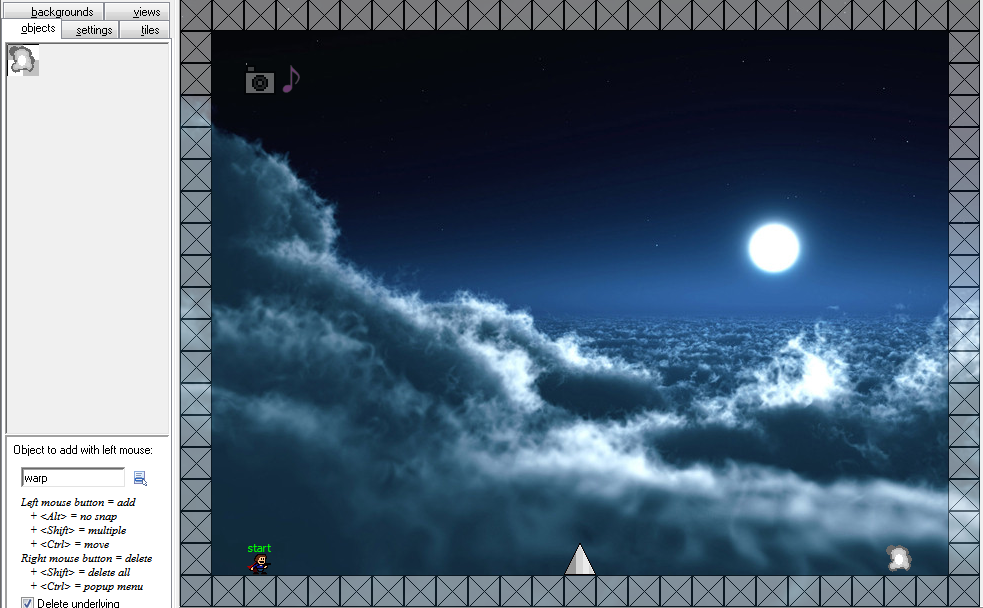 backgrounds views
objects settings tiles
Object to add with left mouse:
warp
Left mouse button = add
+ <Alt> = no snap
+ <Shift> = multiple
+ <Ctrl> = move
Right mouse button = delete
+ <Shift> = delete all
+ <Ctrl> = popup menu
Delete underlying
start